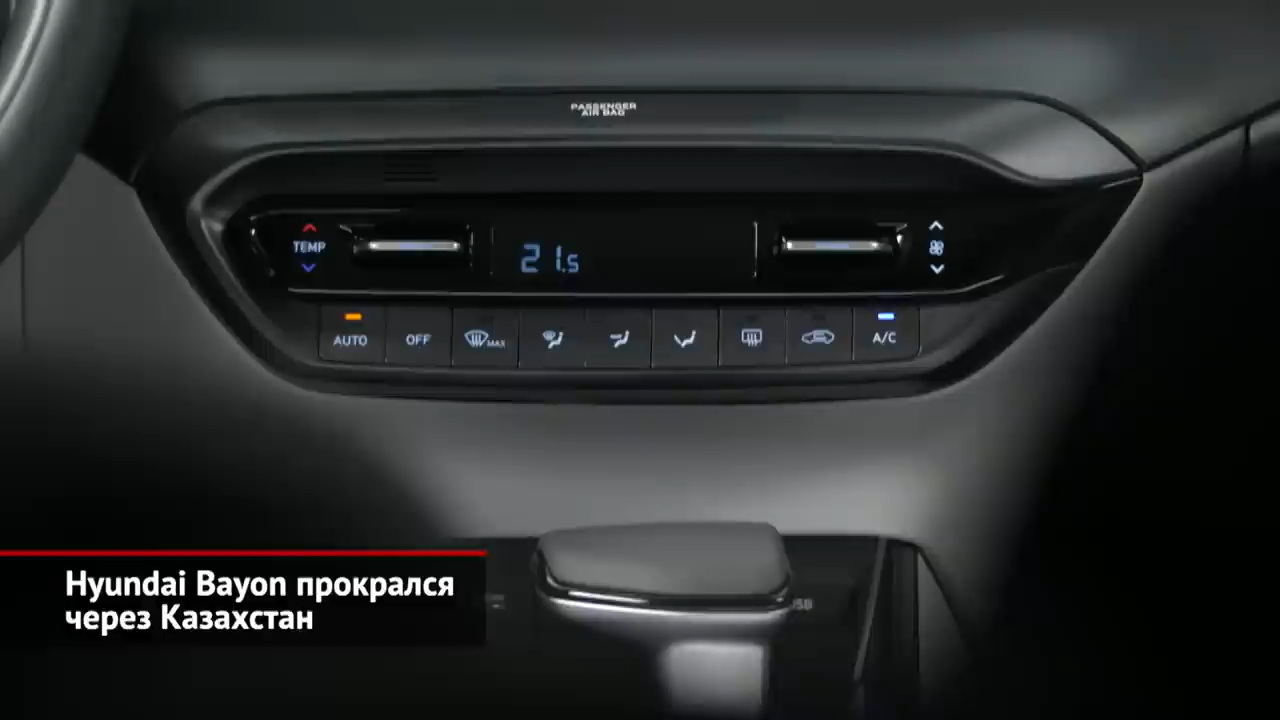 PASSENGER
AIR BAG
TEMP
21.5
AUTO
OFF
MAX
A/C
Hyundai Bayon прокрался
через Казахстан